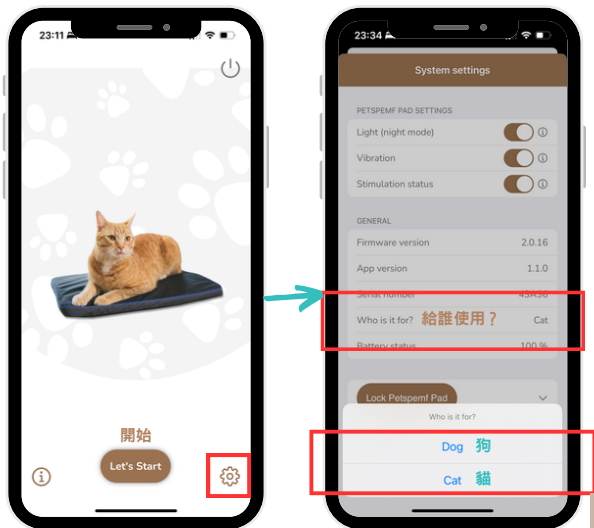 23:11
開始
Let's Start
23:34
System settings
PETSPEMF PAD SETTINGS
Light (night mode)
Vibration
Stimulation status
GENERAL
Firmware version 2.0.16
App version 1.1.0
Serial number 45A36
Who is it for? 給誰使用？ Cat
Battery status 100 %
Lock Petspemf Pad
Who is it for?
Dog 狗
Cat 貓